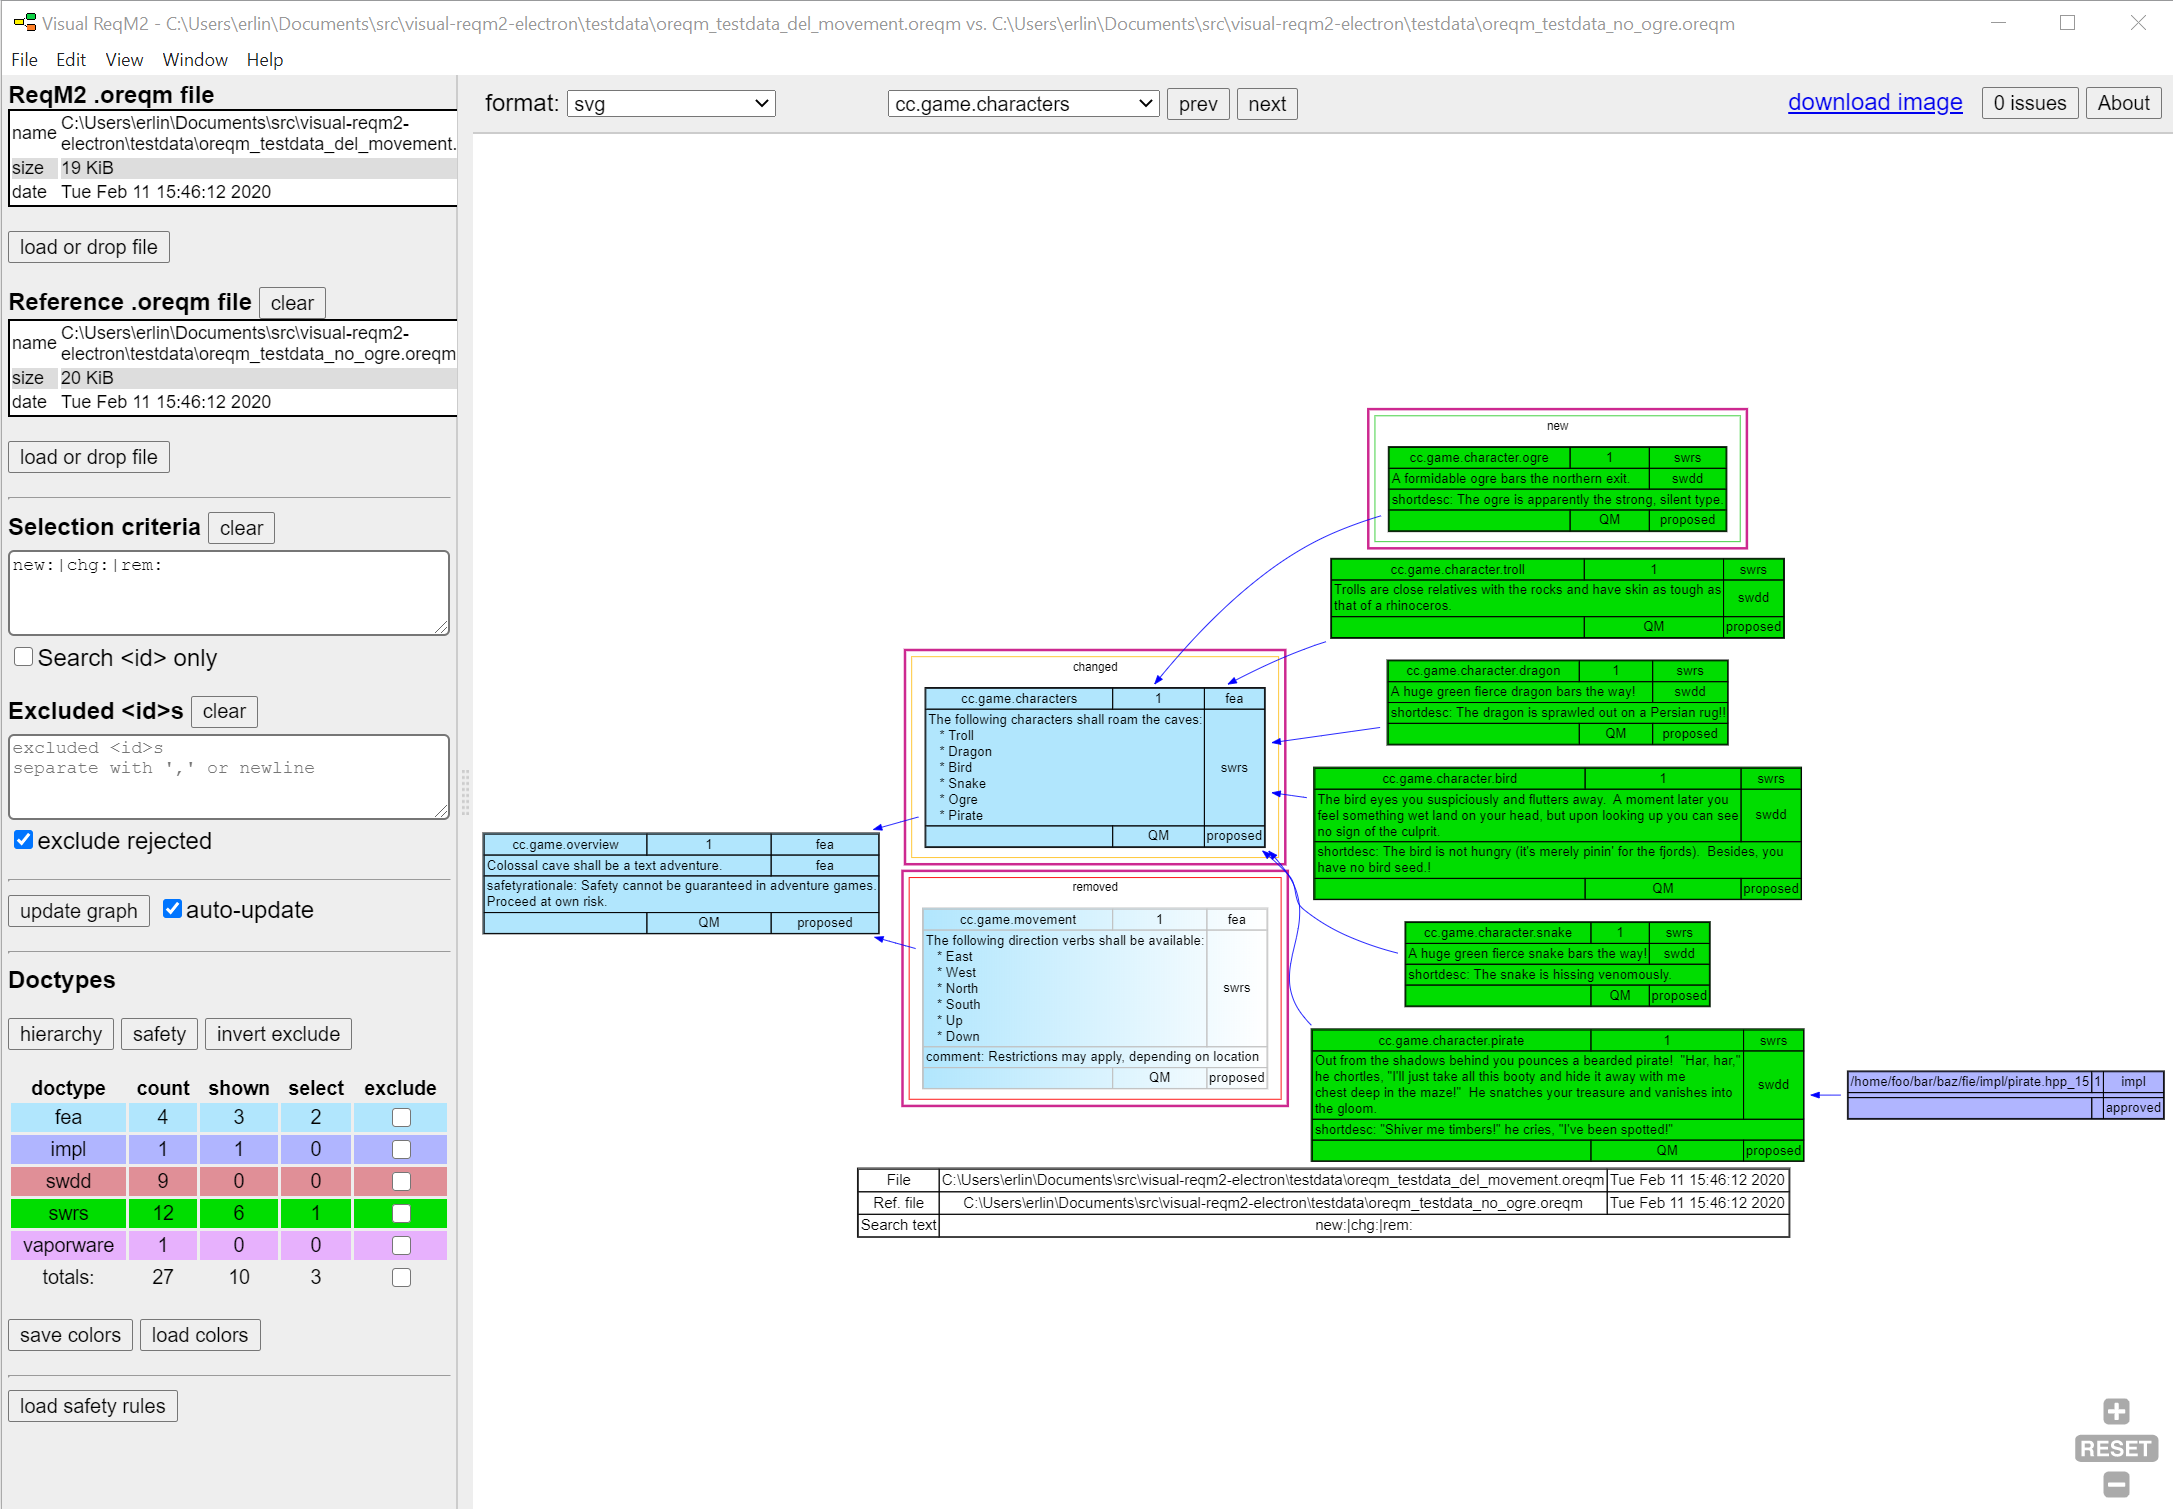 Visual ReqM2 - C:\Users\erlin\Documents\src\visual-reqm2-electron\testdata\oreqm_testdata_del_movement.oreqm vs. C:\Users\erlin\Documents\src\visual-reqm2-electron\testdata\oreqm_testdata_no_ogre.oreqm
File Edit View Window Help
ReqM2 .oreqm file
name C:\Users\erlin\Documents\src\visual-reqm2-
electron\testdata\oreqm_testdata_del_movement.
size 19 KiB
date Tue Feb 11 15:46:12 2020
load or drop file
Reference .oreqm file clear
name C:\Users\erlin\Documents\src\visual-reqm2-
electron\testdata\oreqm_testdata_no_ogre.oreqm
size 20 KiB
date Tue Feb 11 15:46:12 2020
load or drop file
Selection criteria clear
new:|chg:|rem:
Search <id> only
Excluded <id>s clear
excluded <id>s
separate with ',' or newline
exclude rejected
update graph auto-update
Doctypes
hierarchy safety invert exclude
doctype count shown select exclude
fea 4 3 2
impl 1 1 0
swdd 9 0 0
swrs 12 6 1
vaporware 1 0 0
totals: 27 10 3
save colors load colors
load safety rules
format: svg cc.game.characters prev next download image 0 issues About
new
cc.game.character.ogre 1 swrs
A formidable ogre bars the northern exit. swdd
shortdesc: The ogre is apparently the strong, silent type.
QM proposed
cc.game.character.troll 1 swrs
Trolls are close relatives with the rocks and have skin as tough as
that of a rhinoceros.
swdd
QM proposed
changed
cc.game.characters 1 fea
The following characters shall roam the caves:
* Troll
* Dragon
* Bird
* Snake
* Ogre
* Pirate
swrs
QM proposed
cc.game.character.dragon 1 swrs
A huge green fierce dragon bars the way! swdd
shortdesc: The dragon is sprawled out on a Persian rug!!
QM proposed
cc.game.character.bird 1 swrs
The bird eyes you suspiciously and flutters away. A moment later you
feel something wet land on your head, but upon looking up you can see
no sign of the culprit.
swdd
shortdesc: The bird is not hungry (it's merely pinin' for the fjords). Besides, you
have no bird seed.!
QM proposed
cc.game.overview 1 fea
Colossal cave shall be a text adventure. fea
safetyrationale: Safety cannot be guaranteed in adventure games.
Proceed at own risk.
QM proposed
removed
cc.game.movement 1 fea
The following direction verbs shall be available:
* East
* West
* North
* South
* Up
* Down
swrs
comment: Restrictions may apply, depending on location
QM proposed
cc.game.character.snake 1 swrs
A huge green fierce snake bars the way! swdd
shortdesc: The snake is hissing venomously.
QM proposed
cc.game.character.pirate 1 swrs
Out from the shadows behind you pounces a bearded pirate! "Har, har,"
he chortles, "I'll just take all this booty and hide it away with me
chest deep in the maze!" He snatches your treasure and vanishes into
the gloom.
swdd
shortdesc: "Shiver me timbers!" he cries, "I've been spotted!"
QM proposed
/home/foo/bar/baz/fie/impl/pirate.hpp_15 1 impl
approved
File C:\Users\erlin\Documents\src\visual-reqm2-electron\testdata\oreqm_testdata_del_movement.oreqm Tue Feb 11 15:46:12 2020
Ref. file C:\Users\erlin\Documents\src\visual-reqm2-electron\testdata\oreqm_testdata_no_ogre.oreqm Tue Feb 11 15:46:12 2020
Search text new:|chg:|rem:
RESET